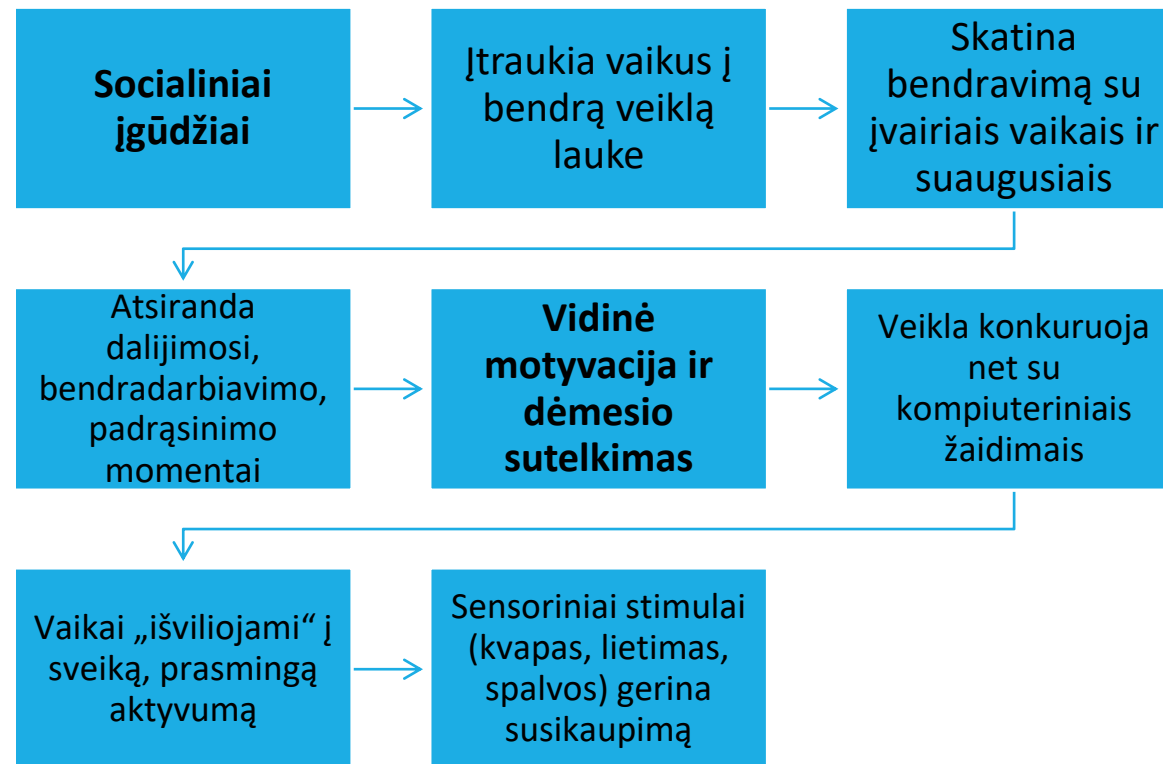 Socialiniai
įgūdžiai
Įtraukia vaikus į
bendrą veiklą
lauke
Skatina
bendravimą su
įvairiais vaikais ir
suaugusiais
Atsiranda
dalijimosi,
bendradarbiavimo,
padrąsinimo
momentai
Vidinė
motyvacija ir
dėmesio
sutelkimas
Veikla konkuruoja
net su
kompiuteriniais
žaidimais
Vaikai „išviliojami“ į
sveiką, prasmingą
aktyvumą
Sensoriniai stimulai
(kvapas, lietimas,
spalvos) gerina
susikaupimą